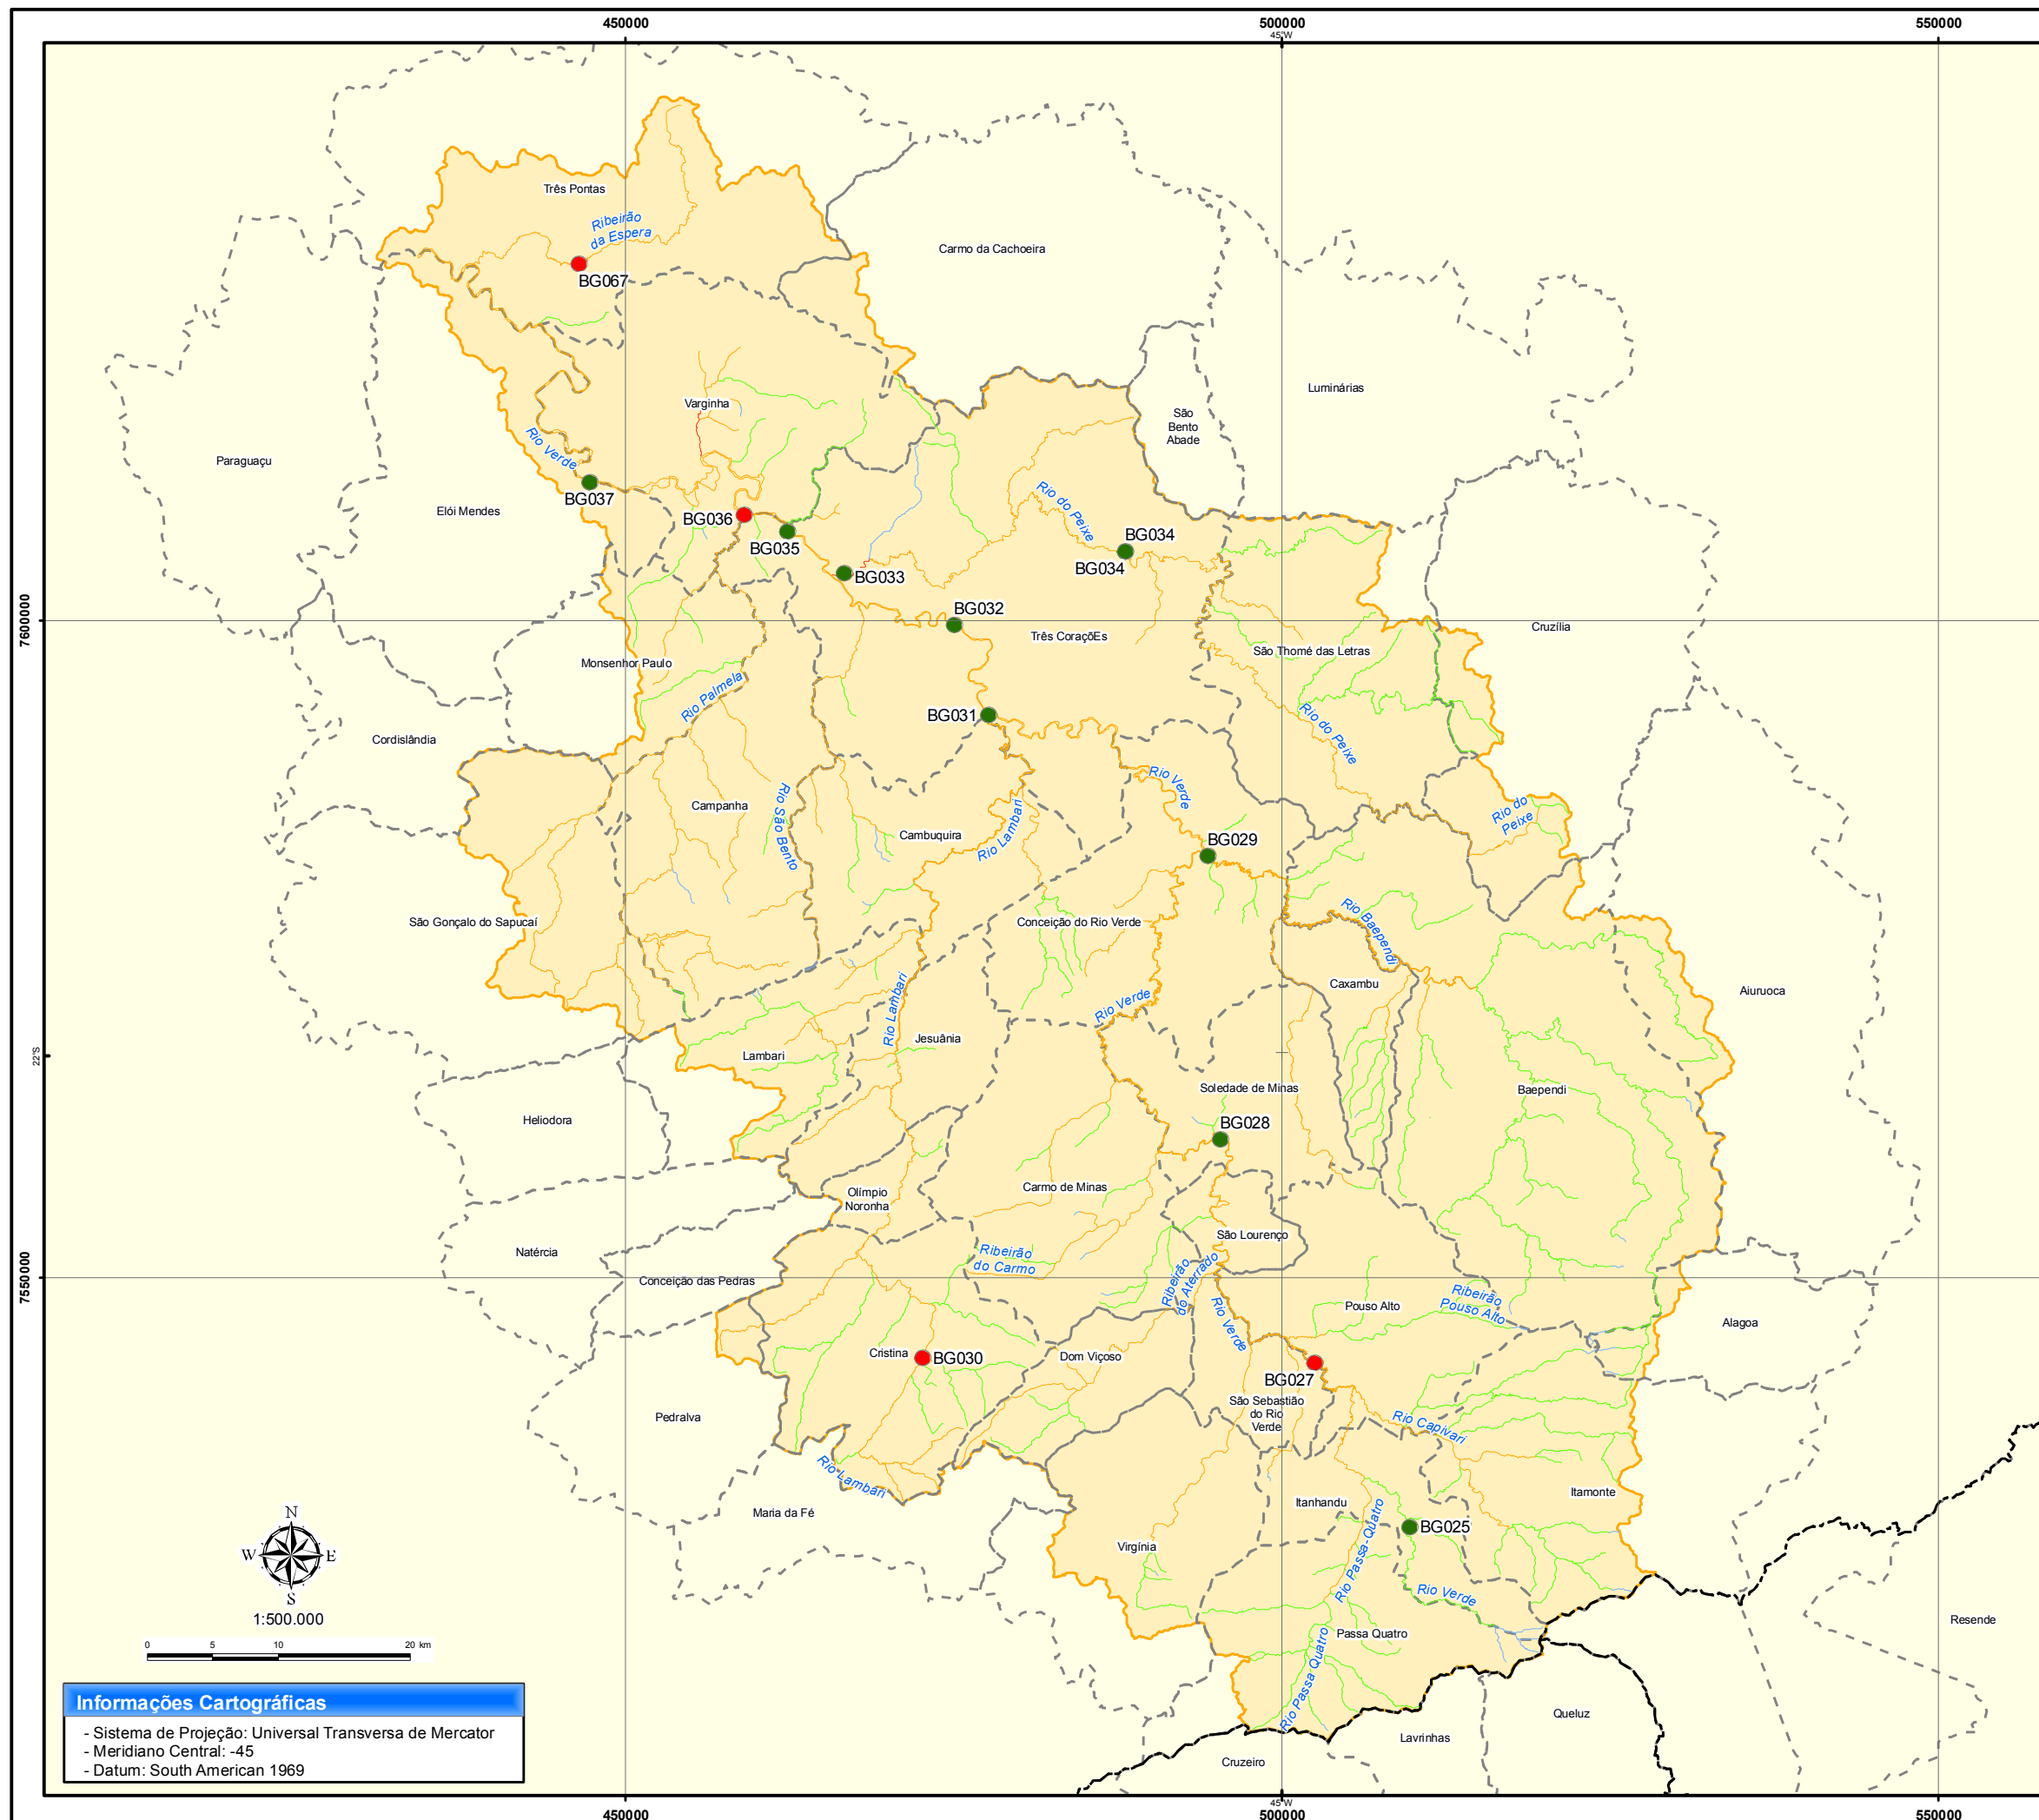 450000
500000
550000
45°W
Três Pontas
Ribeirão
da Espera
BG067
Carmo da Cachoeira
Luminárias
São
Bento
Abade
Varginha
Paraguaçu
Rio Verde
BG037
Elói Mendes
BG036
BG035
Rio do Peixe
BG034
BG034
BG033
BG032
7600000
Três CoraçõEs
Cruzília
São Thomé das Letras
Monsenhor Paulo
Rio Palmela
BG031
Rio do Peixe
Cordislândia
Rio Verde
Campanha
Rio São Bento
Cambuquira
Rio Lambari
Rio do
Peixe
BG029
São Gonçalo do Sapucaí
Conceição do Rio Verde
Rio Baependi
Caxambu
Aiuruoca
Rio Lambari
Rio Verde
Jesuânia
22°S
Lambari
Soledade de Minas
Baependi
Heliodora
BG028
Carmo de Minas
Olímpio
Noronha
São Lourenço
Natércia
Ribeirão
do Carmo
Conceição das Pedras
7550000
Ribeirão
do Aterrado
Rio Verde
Pouso Alto
Ribeirão
Pouso Alto
Alagoa
Cristina
BG030
Dom Viçoso
BG027
São Sebastião
do Rio
Verde
Pedralva
Rio Capivari
Rio Lambari
Maria da Fé
Itanhandu
Itamonte
BG025
Virgínia
Rio Passa-Quatro
Rio Verde
Passa Quatro
Rio Passa Quatro
Resende
Queluz
Lavrinhas
Cruzeiro
N
W
E
S
1:500.000
0 5 10 20 km
Informações Cartográficas
- Sistema de Projeção: Universal Transversa de Mercator
- Meridiano Central: -45
- Datum: South American 1969
45°W
450000
500000
550000